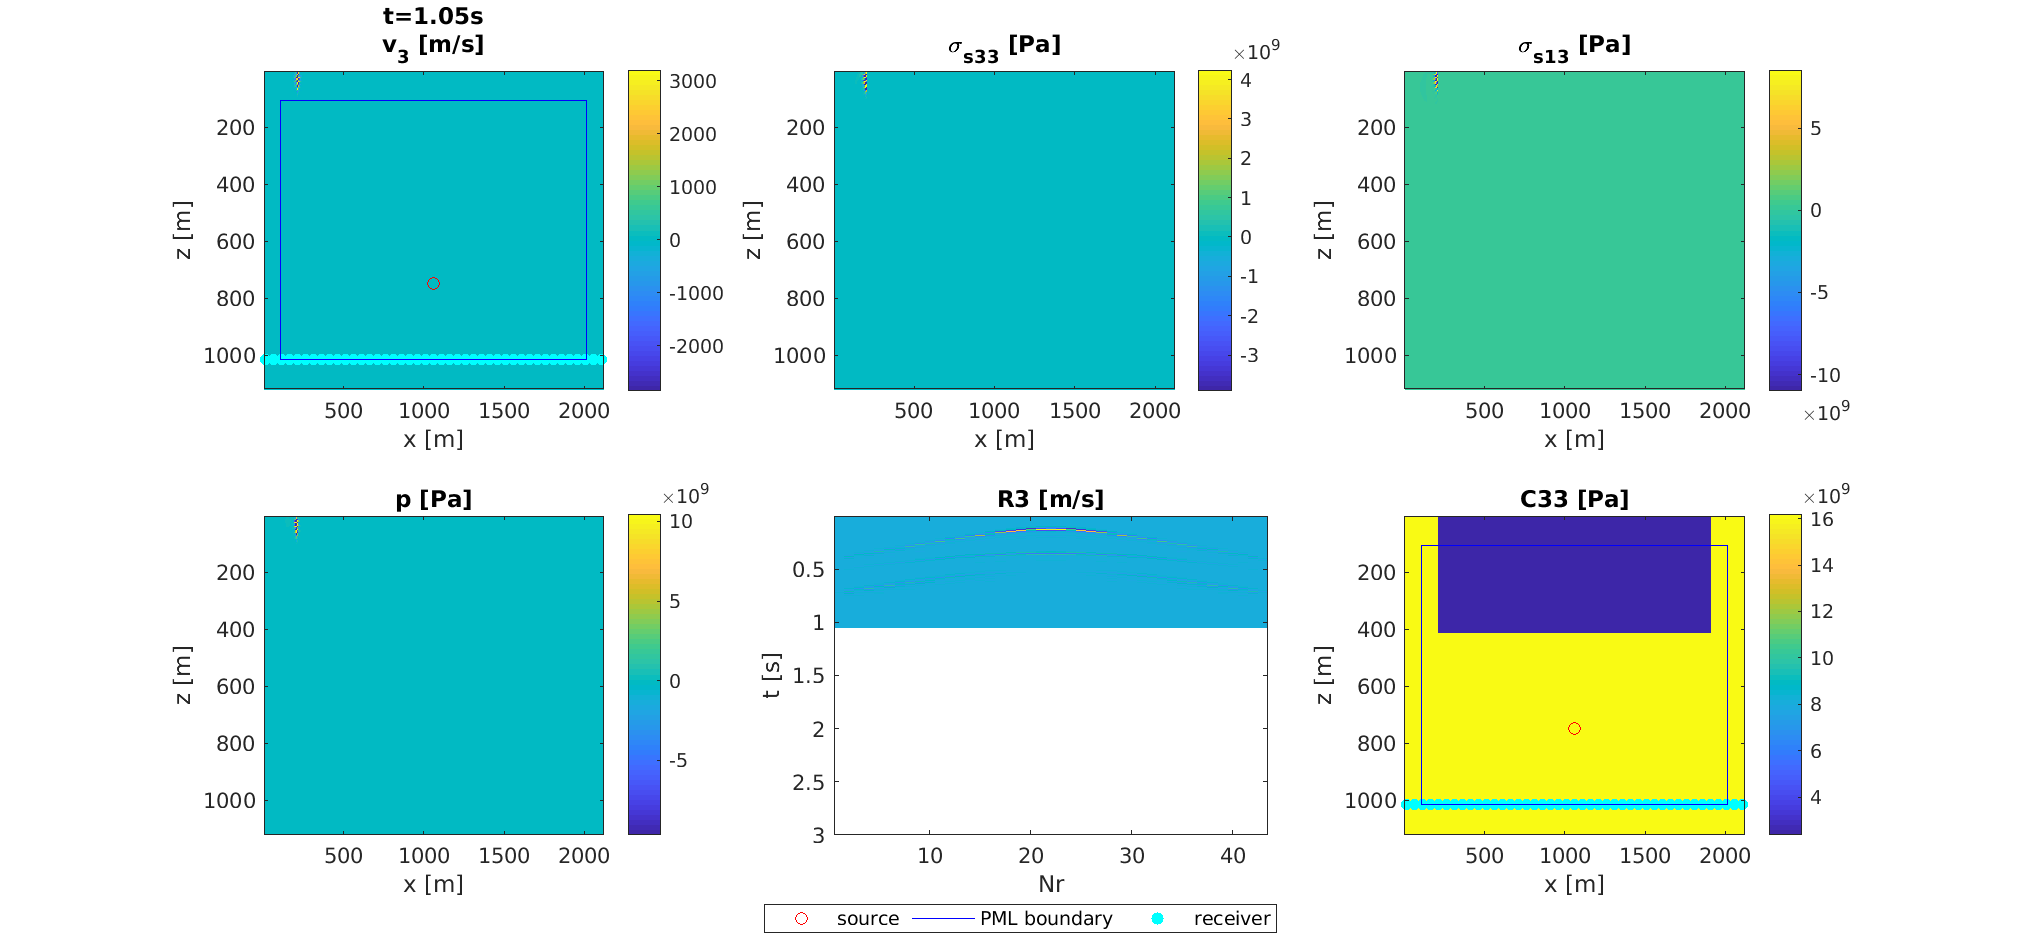 t=1.05s
v3 [m/s]
200
400
600
800
1000
z [m]
500 1000 1500 2000
x [m]
3000
2000
1000
0
-1000
-2000
σs33 [Pa]
×10^9
200
400
600
800
1000
z [m]
500 1000 1500 2000
x [m]
4
3
2
1
0
-1
-2
-3
σs13 [Pa]
200
400
600
800
1000
z [m]
500 1000 1500 2000
x [m]
5
0
-5
-10
×10^9
p [Pa]
×10^9
200
400
600
800
1000
z [m]
500 1000 1500 2000
x [m]
10
5
0
-5
R3 [m/s]
0.5
1
1.5
2
2.5
3
t [s]
10 20 30 40
Nr
C33 [Pa]
×10^9
200
400
600
800
1000
z [m]
500 1000 1500 2000
x [m]
16
14
12
10
8
6
4
source PML boundary receiver